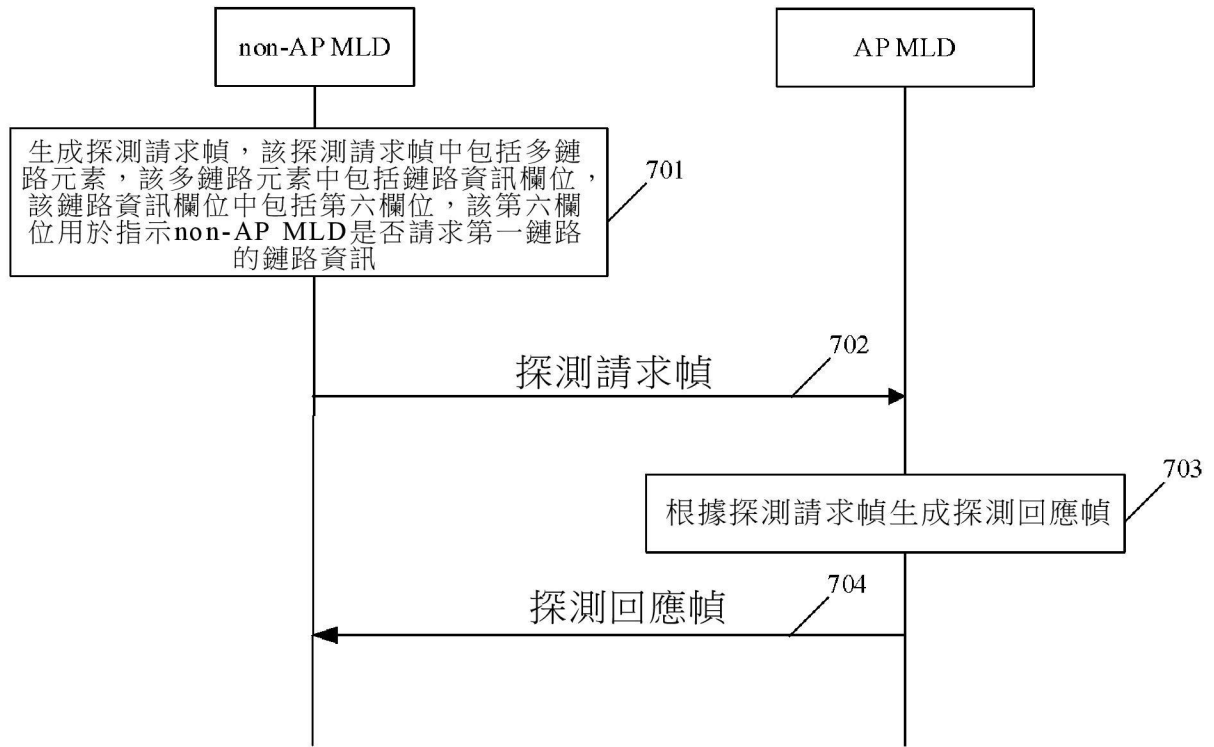 non-AP MLD
AP MLD
生成探測請求幀，該探測請求幀中包括多鏈
路元素，該多鏈路元素中包括鏈路資訊欄位，
該鏈路資訊欄位中包括第六欄位，該第六欄
位用於指示non-AP MLD是否請求第一鏈路
的鏈路資訊
701
探測請求幀
702
根據探測請求幀生成探測回應幀
703
探測回應幀
704